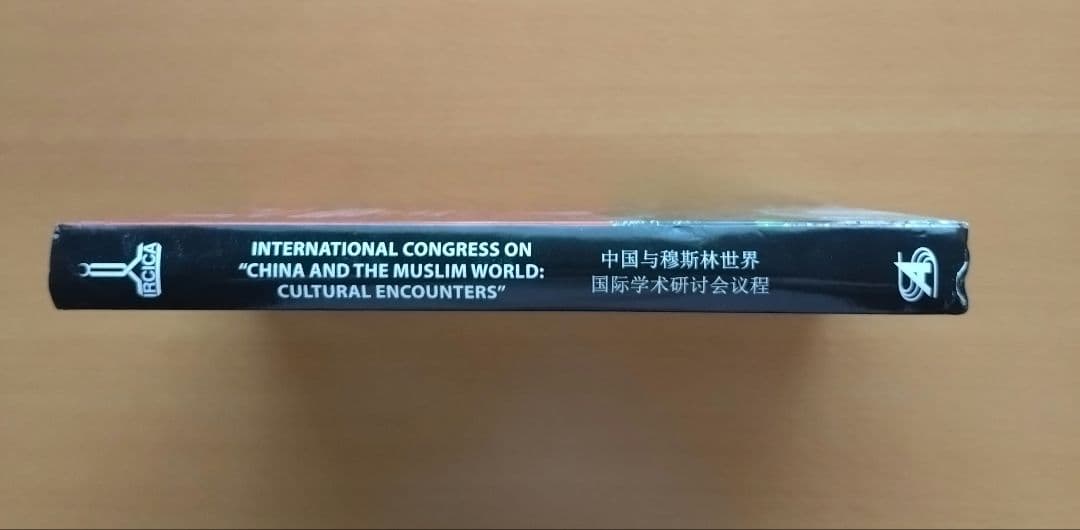 IRCICA
INTERNATIONAL CONGRESS ON
“CHINA AND THE MUSLIM WORLD:
CULTURAL ENCOUNTERS”
中国与穆斯林世界
国际学术研讨会议程